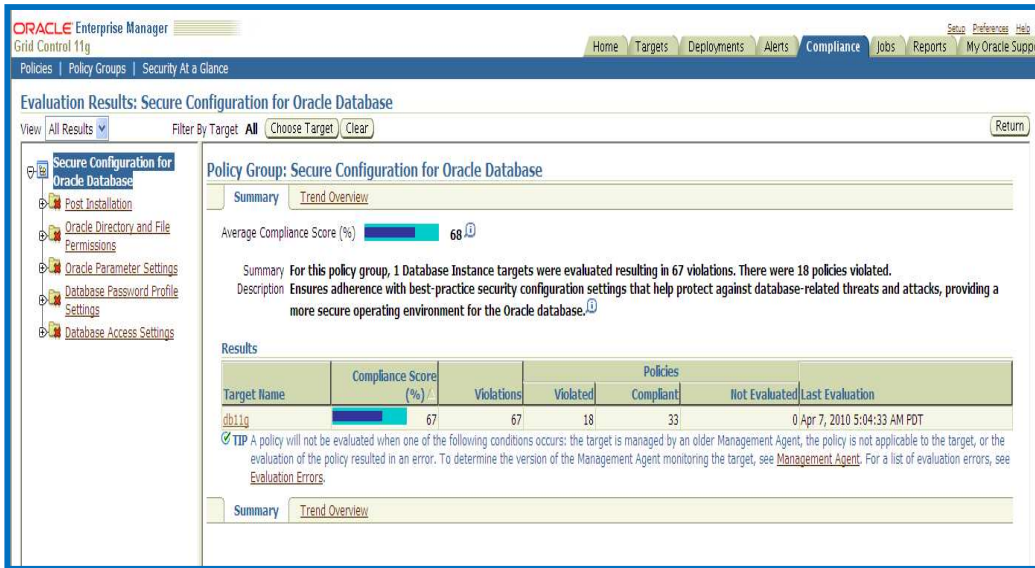 ORACLE Enterprise Manager
Grid Control 11g
Setup Preferences Help
Home Targets Deployments Alerts Compliance Jobs Reports My Oracle Supp
Policies | Policy Groups | Security At a Glance
Evaluation Results: Secure Configuration for Oracle Database
View All Results Filter By Target All Choose Target Clear Return
Secure Configuration for
Oracle Database
Post Installation
Oracle Directory and File
Permissions
Oracle Parameter Settings
Database Password Profile
Settings
Database Access Settings
Policy Group: Secure Configuration for Oracle Database
Summary Trend Overview
Average Compliance Score (%) 68
Summary For this policy group, 1 Database Instance targets were evaluated resulting in 67 violations. There were 18 policies violated.
Description Ensures adherence with best-practice security configuration settings that help protect against database-related threats and attacks, providing a
more secure operating environment for the Oracle database.
Results
Policies
Target Name Compliance Score (%) Violations Violated Compliant Not Evaluated Last Evaluation
db11g 67 67 18 33 0 Apr 7, 2010 5:04:33 AM PDT
TIP A policy will not be evaluated when one of the following conditions occurs: the target is managed by an older Management Agent, the policy is not applicable to the target, or the
evaluation of the policy resulted in an error. To determine the version of the Management Agent monitoring the target, see Management Agent. For a list of evaluation errors, see
Evaluation Errors.
Summary Trend Overview